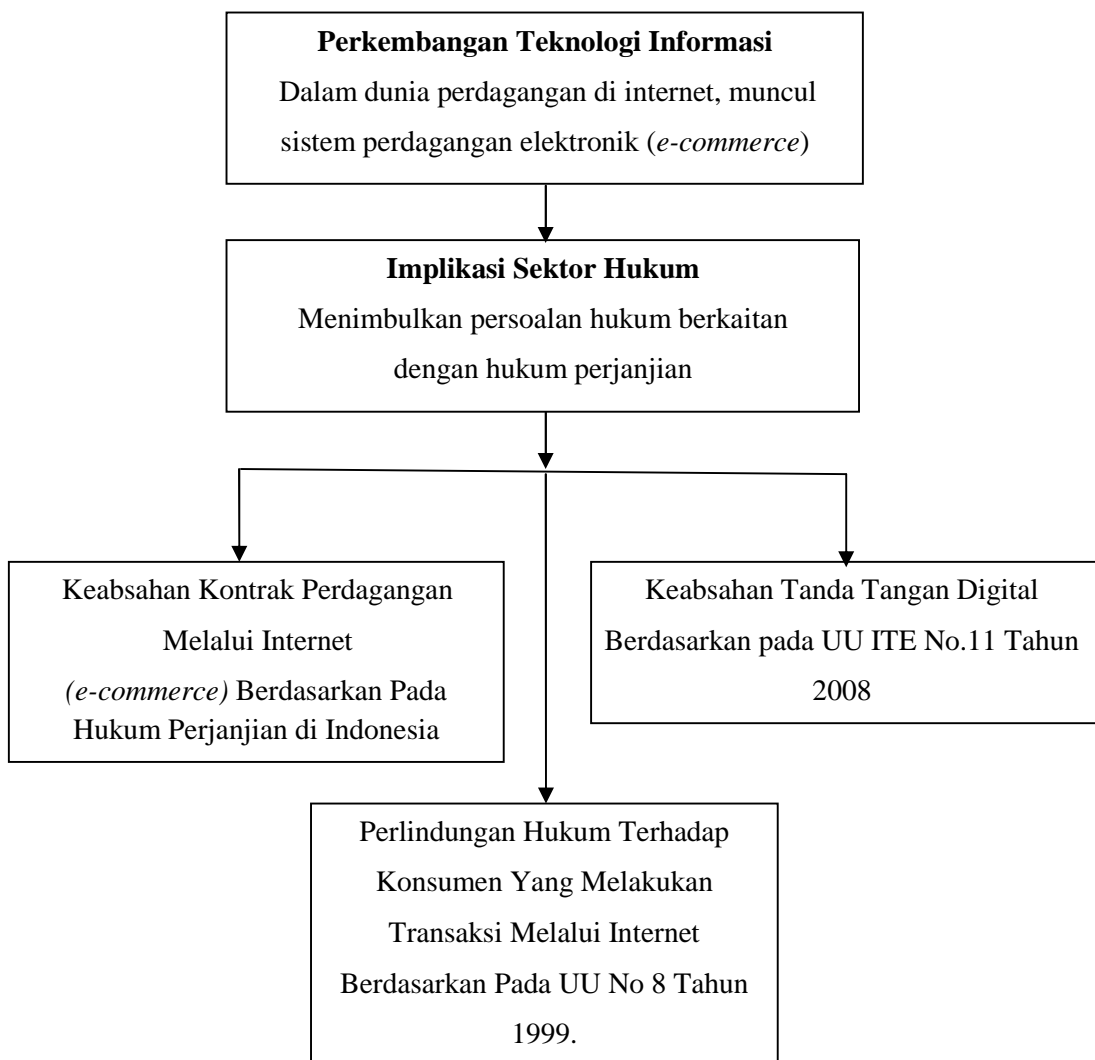 Perkembangan Teknologi Informasi
Dalam dunia perdagangan di internet, muncul
sistem perdagangan elektronik (e-commerce)
Implikasi Sektor Hukum
Menimbulkan persoalan hukum berkaitan
dengan hukum perjanjian
Keabsahan Kontrak Perdagangan
Melalui Internet
(e-commerce) Berdasarkan Pada
Hukum Perjanjian di Indonesia
Keabsahan Tanda Tangan Digital
Berdasarkan pada UU ITE No.11 Tahun
2008
Perlindungan Hukum Terhadap
Konsumen Yang Melakukan
Transaksi Melalui Internet
Berdasarkan Pada UU No 8 Tahun
1999.